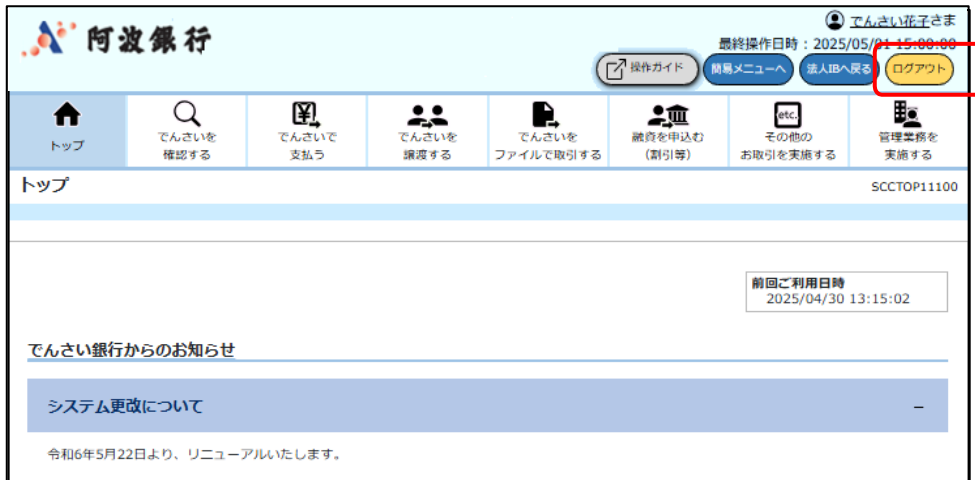 阿波銀行
でんさい花子さま
最終操作日時：2025/05/01 15:00:00
操作ガイド
簡易メニューへ
法人IBへ戻る
ログアウト
トップ
でんさいを
確認する
でんさいで
支払う
でんさいを
譲渡する
でんさいを
ファイルで取引する
融資を申込む
(割引等)
etc.
その他の
お取引を実施する
管理業務を
実施する
トップ
SCCTOP11100
前回ご利用日時
2025/04/30 13:15:02
でんさい銀行からのお知らせ
システム更改について
－
令和6年5月22日より、リニューアルいたします。